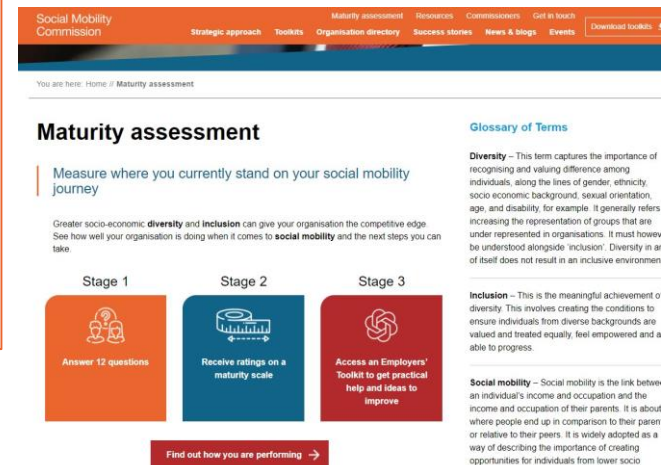 Social Mobility
Commission
Maturity assessment Resources Commissioners Get in touch
Strategic approach Toolkits Organisation directory Success stories News & blogs Events
Download toolkits
You are here: Home // Maturity assessment
Maturity assessment
Measure where you currently stand on your social mobility
journey
Greater socio-economic diversity and inclusion can give your organisation the competitive edge.
See how well your organisation is doing when it comes to social mobility and the next steps you can
take.
Stage 1 Stage 2 Stage 3
Answer 12 questions
Receive ratings on a
maturity scale
Access an Employers'
Toolkit to get practical
help and ideas to
improve
Find out how you are performing →
Glossary of Terms
Diversity – This term captures the importance of
recognising and valuing difference among
individuals, along the lines of gender, ethnicity,
socio economic background, sexual orientation,
age, and disability, for example. It generally refers
increasing the representation of groups that are
under represented in organisations. It must howev
be understood alongside 'inclusion'. Diversity in an
of itself does not result in an inclusive environmen
Inclusion – This is the meaningful achievement of
diversity. This involves creating the conditions to
ensure individuals from diverse backgrounds are
valued and treated equally, feel empowered and a
able to progress.
Social mobility – Social mobility is the link betwe
an individual's income and occupation and the
income and occupation of their parents. It is about
where people end up in comparison to their paren
or relative to their peers. It is widely adopted as a
way of describing the importance of creating
opportunities for individuals from lower socio